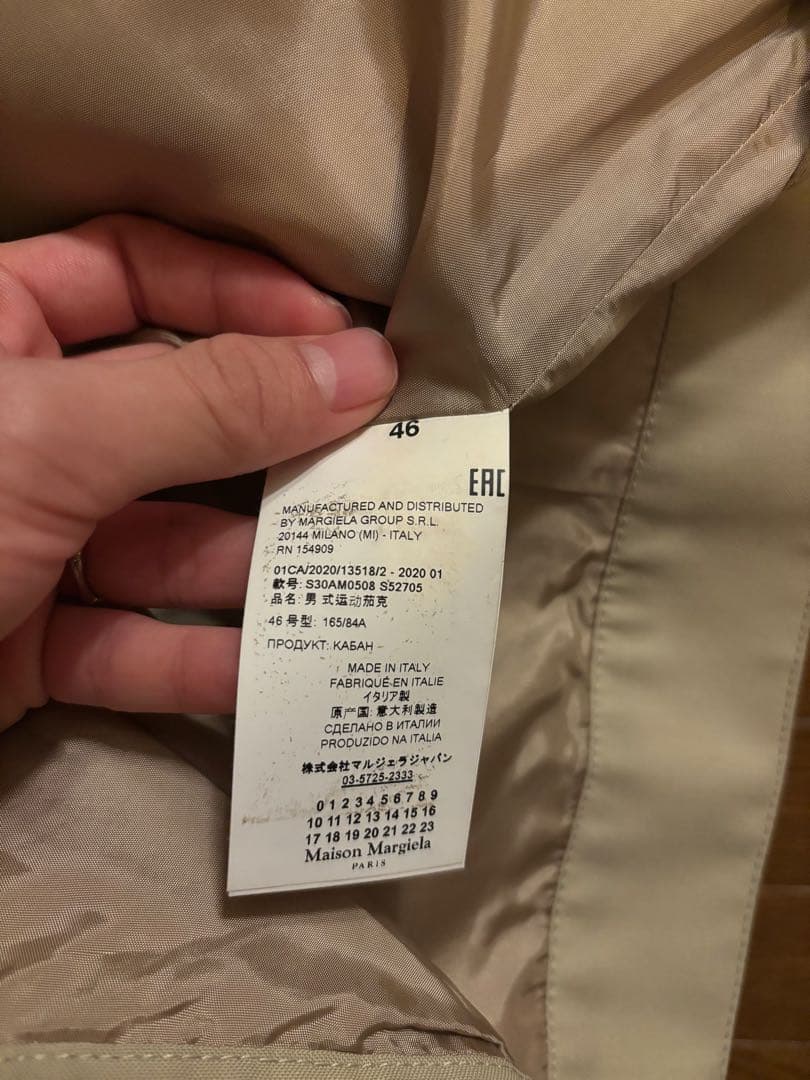 46
EAC
MANUFACTURED AND DISTRIBUTED
BY MARGIELA GROUP S.R.L.
20144 MILANO (MI) - ITALY
RN 154909
01CA/2020/13518/2 - 2020 01
款号: S30AM0508 S52705
品名: 男 式运动茄克
46 号型: 165/84A
ПРОДУКТ: КАБАН
MADE IN ITALY
FABRIQUÉ EN ITALIE
イタリア製
原产国: 意大利製造
СДЕЛАНО В ИТАЛИИ
PRODUZIDO NA ITALIA
株式会社マルジェラジャパン
03-5725-2333
0 1 2 3 4 5 6 7 8 9
10 11 12 13 14 15 16
17 18 19 20 21 22 23
Maison Margiela
PARIS